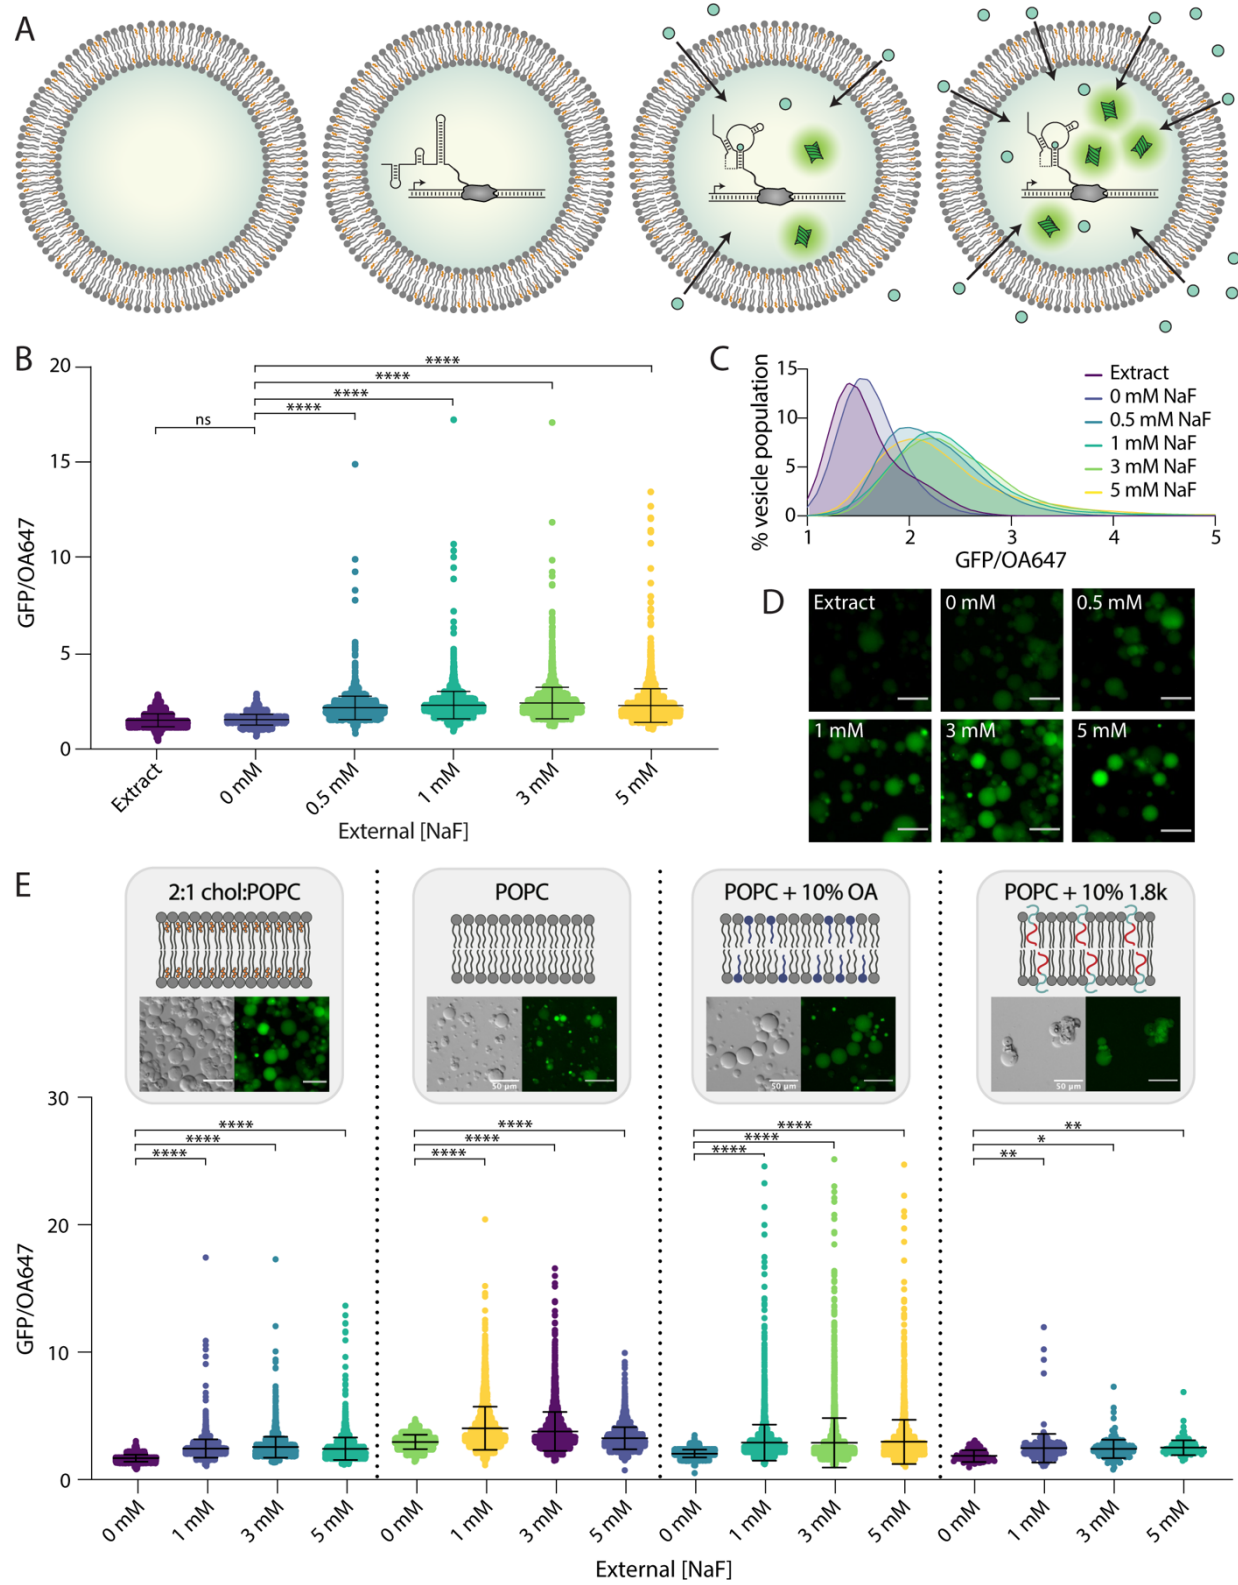 A
B
20
15
10
5
0
GFP/OA647
ns
****
****
****
****
Extract
0 mM
0.5 mM
1 mM
3 mM
5 mM
External [NaF]
C
15
10
5
0
% vesicle population
1
2
3
4
5
GFP/OA647
Extract
0 mM NaF
0.5 mM NaF
1 mM NaF
3 mM NaF
5 mM NaF
D
Extract
0 mM
0.5 mM
1 mM
3 mM
5 mM
E
2:1 chol:POPC
POPC
POPC + 10% OA
POPC + 10% 1.8k
50 µm
50 µm
50 µm
30
20
10
0
GFP/OA647
****
****
****
****
****
****
****
****
****
**
*
**
0 mM
1 mM
3 mM
5 mM
0 mM
1 mM
3 mM
5 mM
0 mM
1 mM
3 mM
5 mM
0 mM
1 mM
3 mM
5 mM
External [NaF]